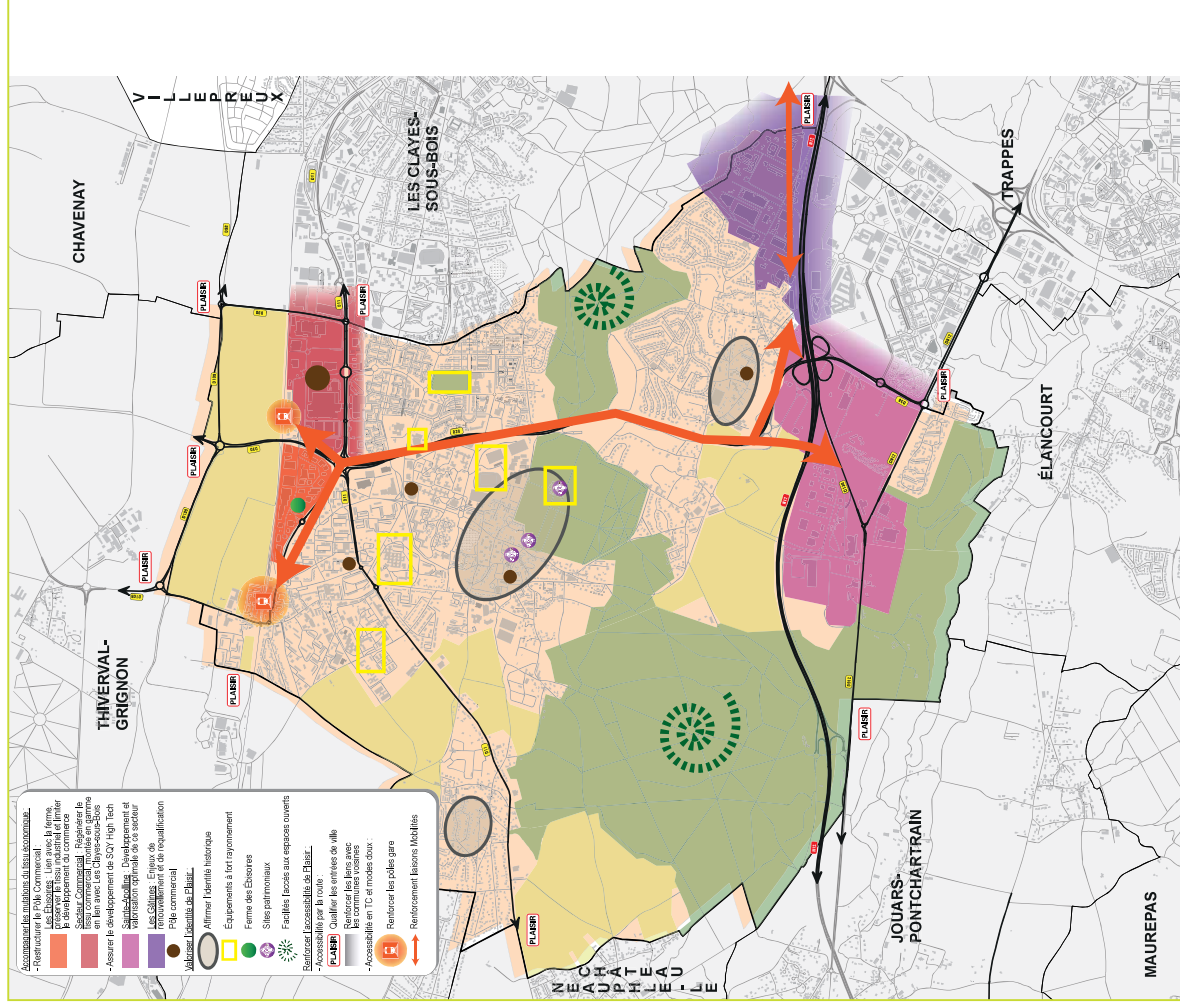 VILLEPREUX
CHAVENAY
LES CLAYES-
SOUS-BOIS
THIVERVAL-
GRIGNON
TRAPPES
ÉLANCOURT
JOUARS-
PONTCHARTRAIN
MAUREPAS
NEAUPHLE
CHÂTEAU
PLAISIR
PLAISIR
PLAISIR
PLAISIR
PLAISIR
PLAISIR
PLAISIR
PLAISIR
PLAISIR
Accompagner les mutations du tissu économique :
- Restructurer le Pôle Commercial :
Les Ébisoires : Lien avec la ferme,
préserver le tissu industriel et limiter
le développement du commerce
Secteur Commercial : Régénérer le
tissu commercial, montée en gamme
en lien avec Les Clayes-sous-Bois
- Assurer le développement de SQY High Tech
Sainte-Apolline : Développement et
valorisation optimale de ce secteur
Les Gâtines : Enjeux de
renouvellement et de requalification
Pôle commercial
Valoriser l'identité de Plaisir :
Affirmer l'identité historique
Équipements à fort rayonnement
Ferme des Ebisoires
Sites patrimoniaux
Facilités l'accès aux espaces ouverts
Renforcer l'accessibilité de Plaisir :
- Accessibilité par la route :
PLAISIR Qualifier les entrées de ville
Renforcer les liens avec
les communes voisines
- Accessibilité en TC et modes doux :
Renforcer les pôles gare
Renforcement liaisons Mobilités